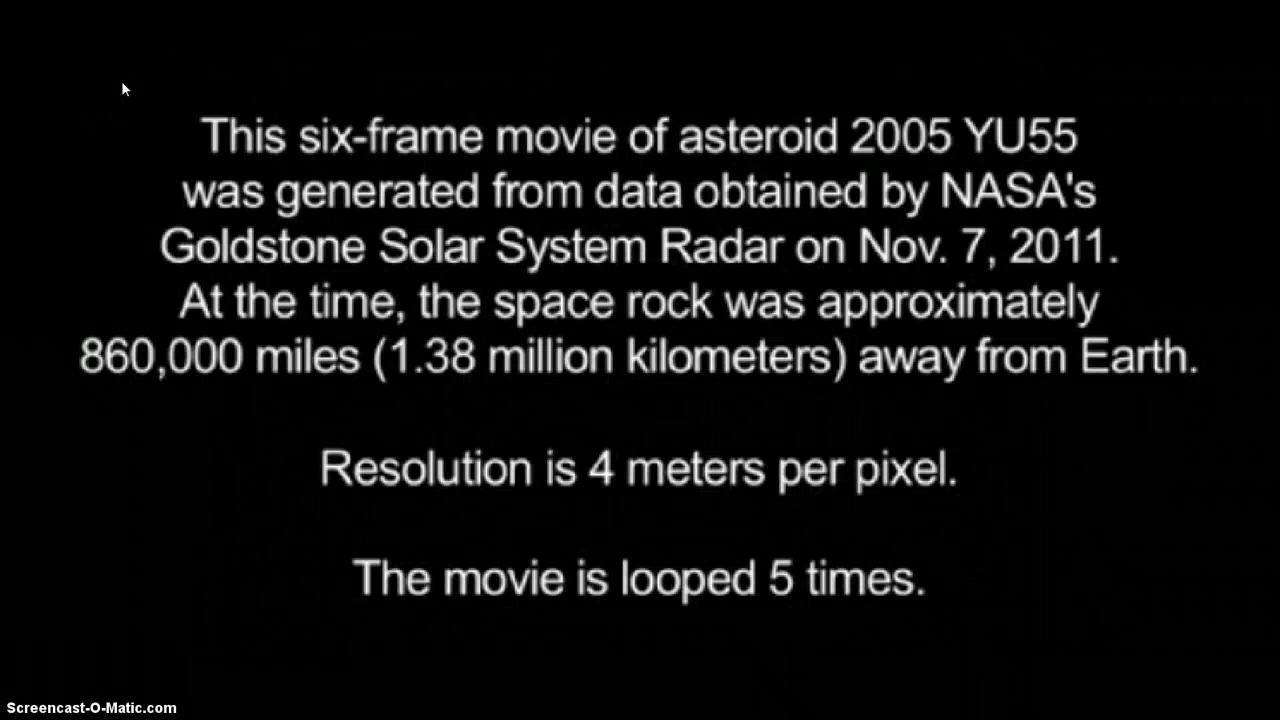 This six-frame movie of asteroid 2005 YU55
was generated from data obtained by NASA's
Goldstone Solar System Radar on Nov. 7, 2011.
At the time, the space rock was approximately
860,000 miles (1.38 million kilometers) away from Earth.
Resolution is 4 meters per pixel.
The movie is looped 5 times.
Screencast-O-Matic.com